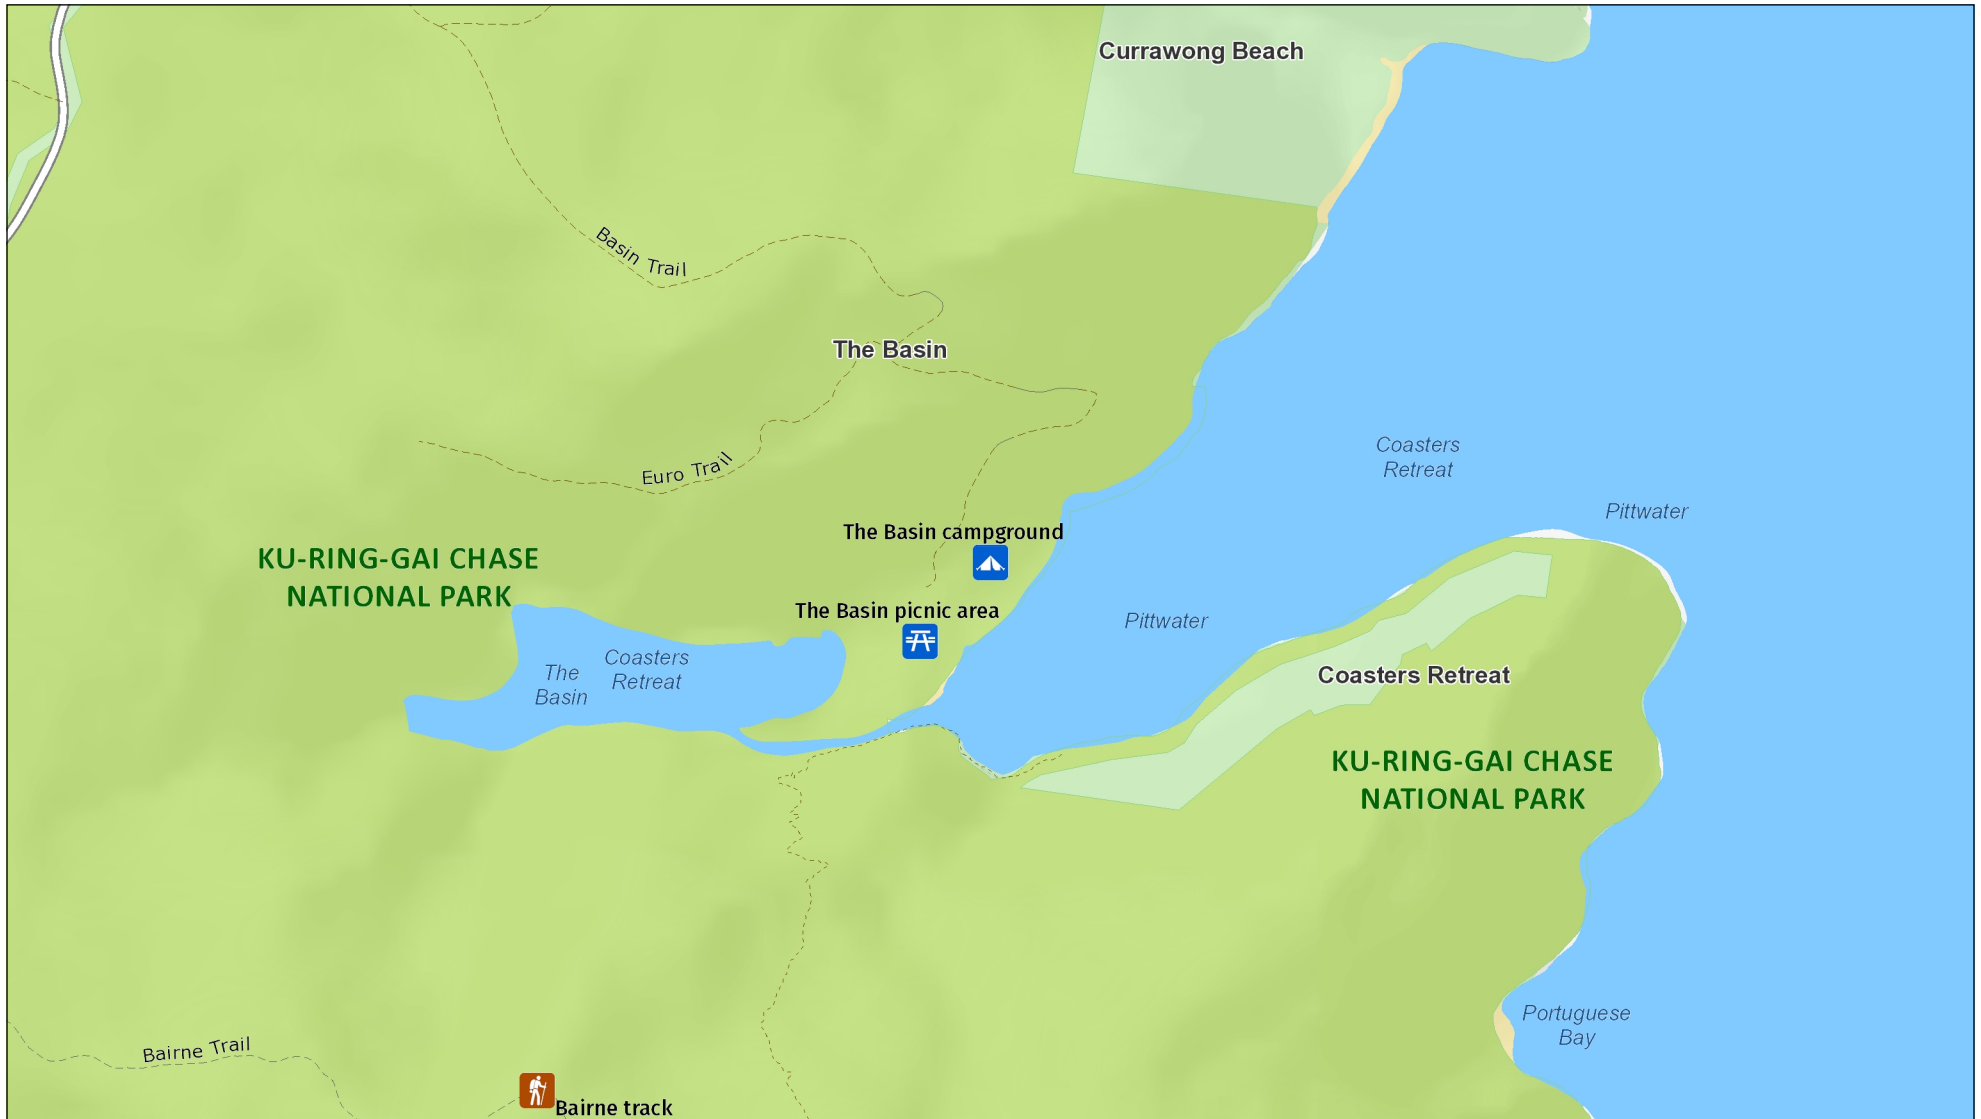 Currawong Beach
Basin Trail
The Basin
Coasters
Retreat
Euro Trail
Pittwater
The Basin campground
KU-RING-GAI CHASE
NATIONAL PARK
The Basin picnic area
Pittwater
The
Basin
Coasters
Retreat
Coasters Retreat
KU-RING-GAI CHASE
NATIONAL PARK
Portuguese
Bay
Bairne Trail
Bairne track